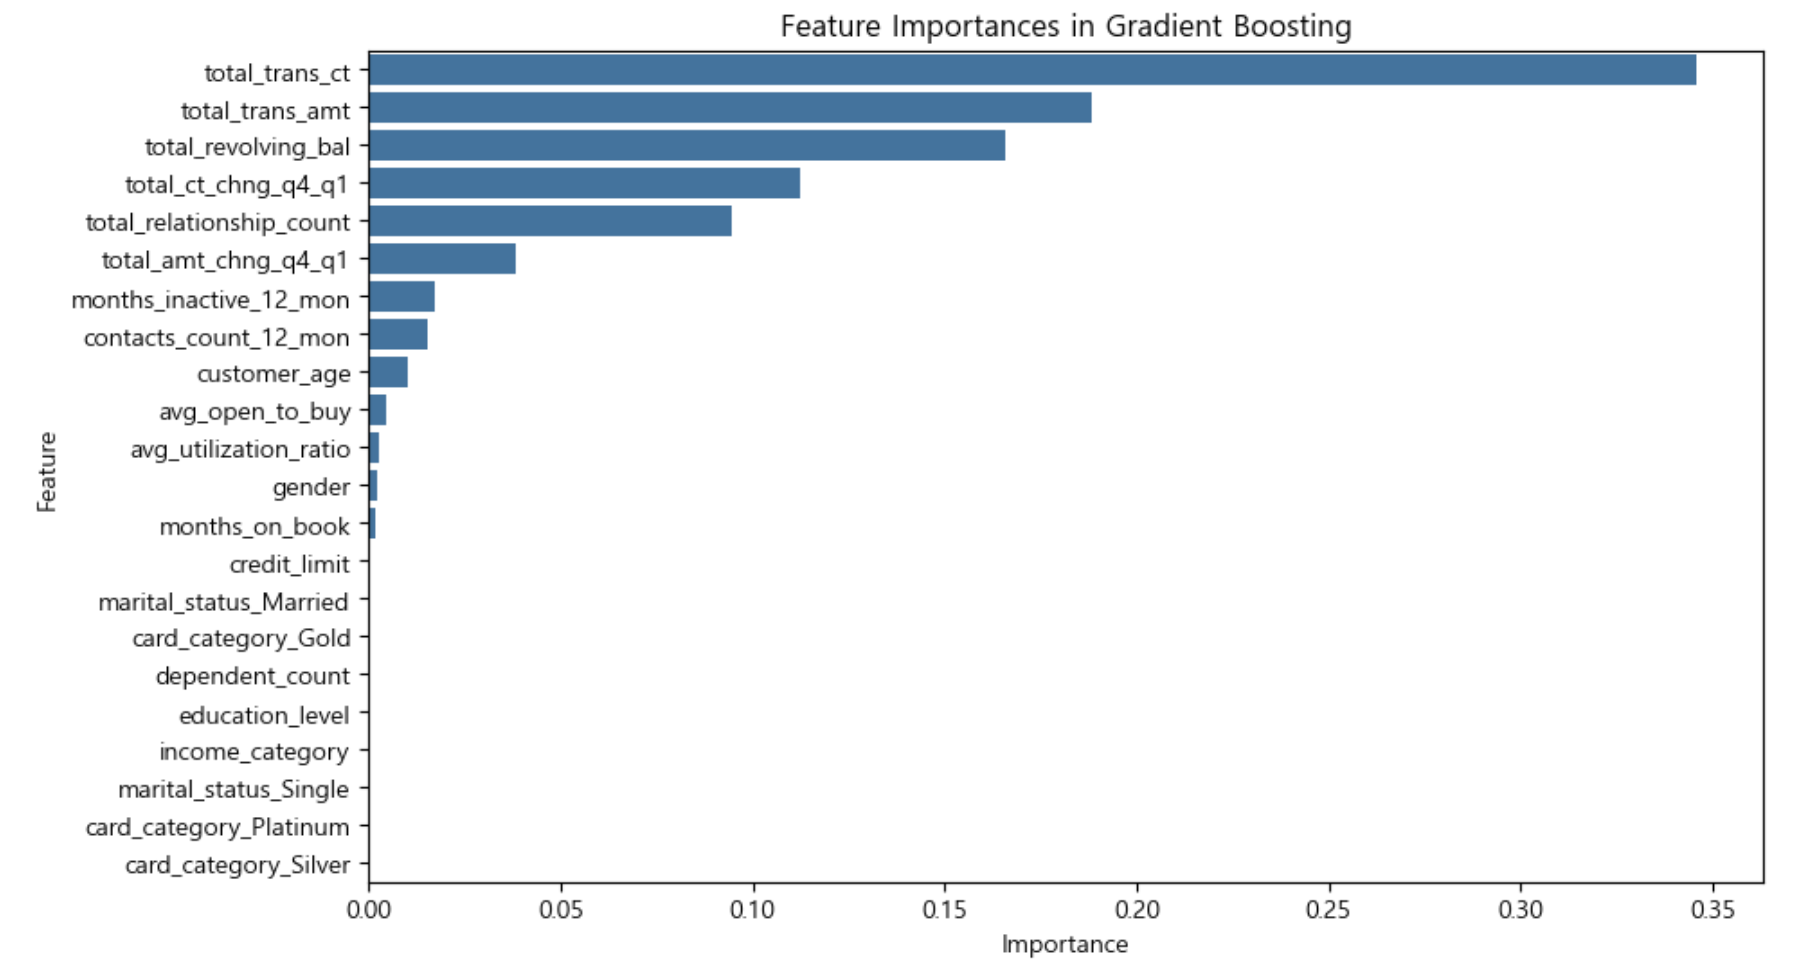 Feature Importances in Gradient Boosting
total_trans_ct
total_trans_amt
total_revolving_bal
total_ct_chng_q4_q1
total_relationship_count
total_amt_chng_q4_q1
months_inactive_12_mon
contacts_count_12_mon
customer_age
avg_open_to_buy
avg_utilization_ratio
gender
months_on_book
credit_limit
marital_status_Married
card_category_Gold
dependent_count
education_level
income_category
marital_status_Single
card_category_Platinum
card_category_Silver
Feature
0.00 0.05 0.10 0.15 0.20 0.25 0.30 0.35
Importance